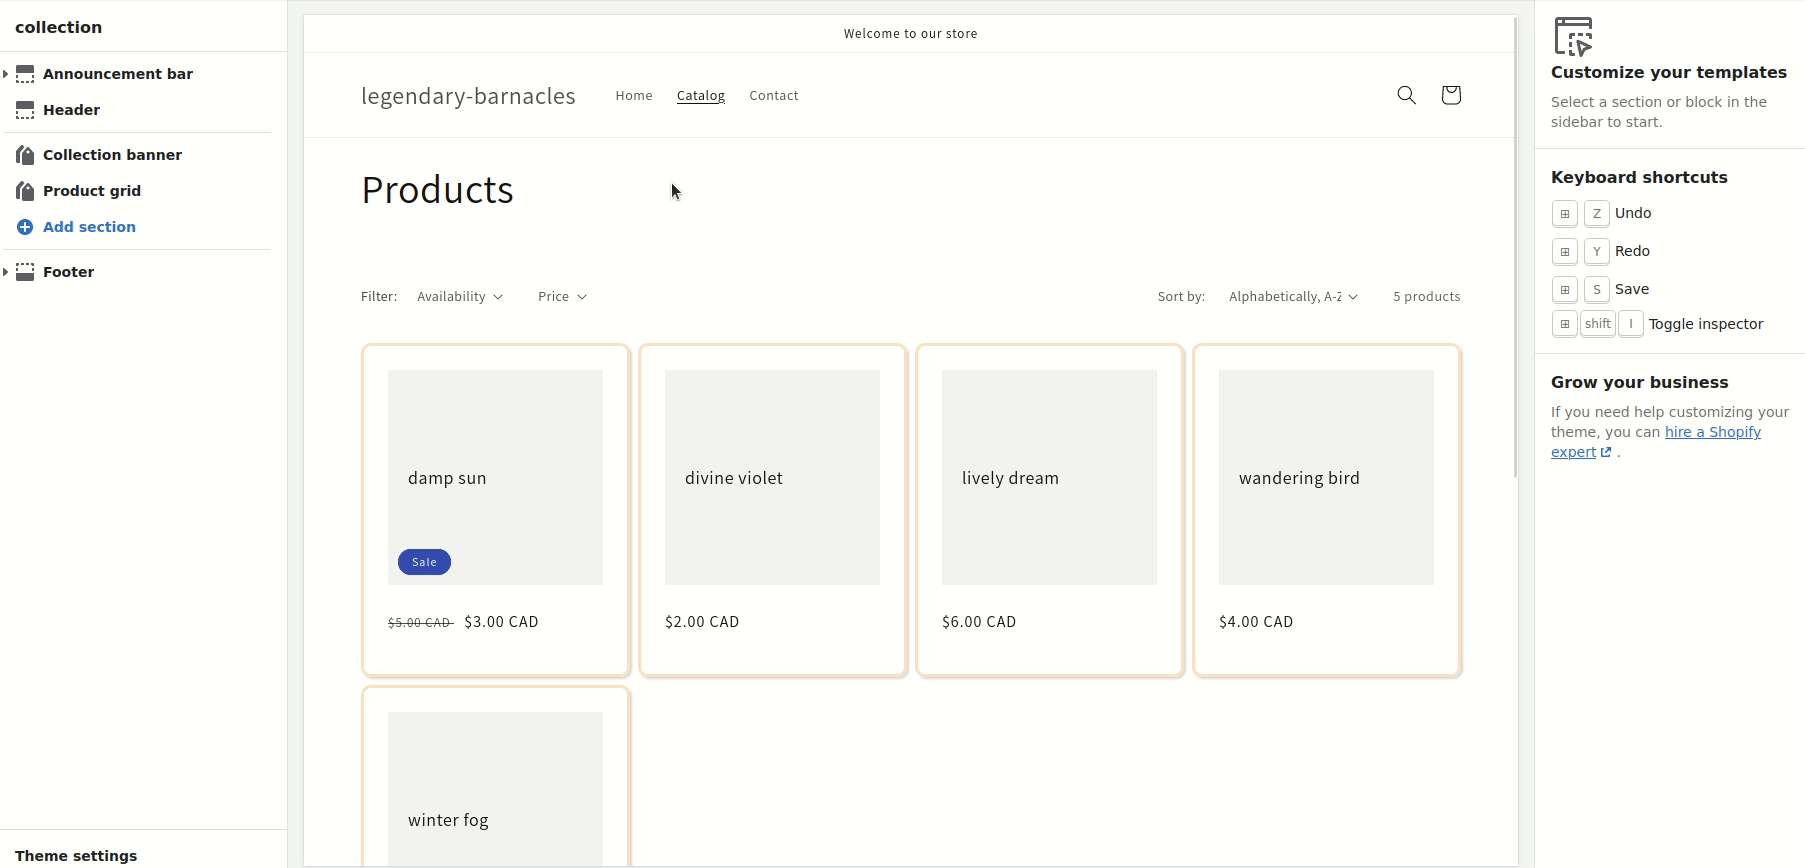 collection
Announcement bar
Header
Collection banner
Product grid
Add section
Footer
Theme settings
Welcome to our store
legendary-barnacles Home Catalog Contact
Products
Filter: Availability Price Sort by: Alphabetically, A-Z 5 products
damp sun divine violet lively dream wandering bird
Sale
$5.00 CAD $3.00 CAD $2.00 CAD $6.00 CAD $4.00 CAD
winter fog
Customize your templates
Select a section or block in the
sidebar to start.
Keyboard shortcuts
⊞ Z Undo
⊞ Y Redo
⊞ S Save
⊞ shift I Toggle inspector
Grow your business
If you need help customizing your
theme, you can hire a Shopify
expert .